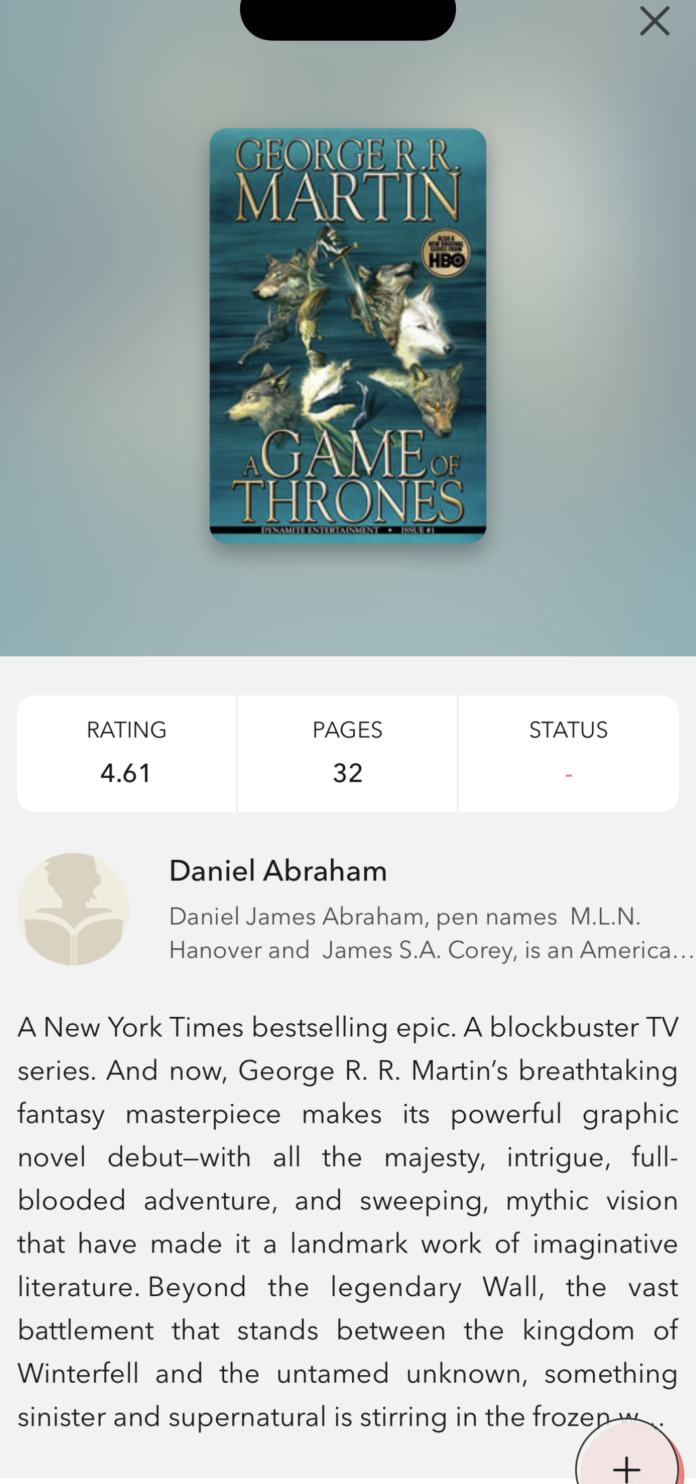 GEORGE R.R.
MARTIN
ALSO A
NEW ORIGINAL
SERIES FROM
HBO
A GAME OF
THRONES
DYNAMITE ENTERTAINMENT • ISSUE #1
RATING
4.61
PAGES
32
STATUS
-
Daniel Abraham
Daniel James Abraham, pen names  M.L.N.
Hanover and  James S.A. Corey, is an America...
A New York Times bestselling epic. A blockbuster TV
series. And now, George R. R. Martin’s breathtaking
fantasy masterpiece makes its powerful graphic
novel debut—with all the majesty, intrigue, full-
blooded adventure, and sweeping, mythic vision
that have made it a landmark work of imaginative
literature. Beyond the legendary Wall, the vast
battlement that stands between the kingdom of
Winterfell and the untamed unknown, something
sinister and supernatural is stirring in the frozen w...